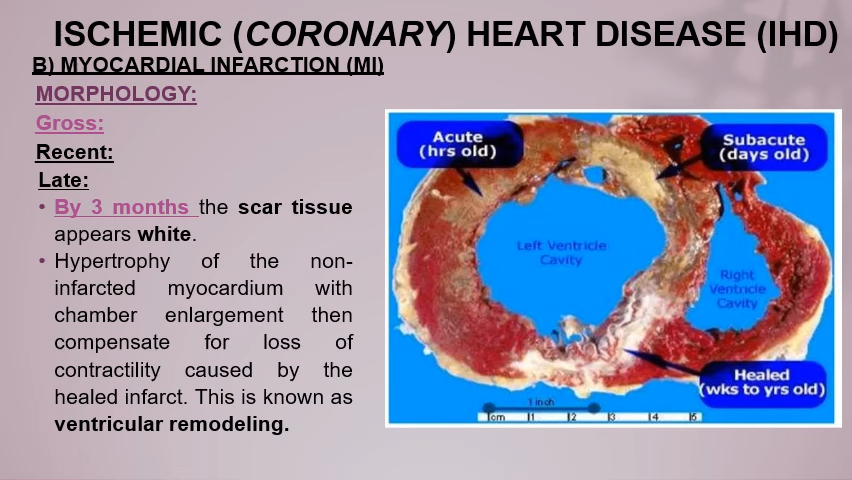 ISCHEMIC (CORONARY) HEART DISEASE (IHD)
B) MYOCARDIAL INFARCTION (MI)
MORPHOLOGY:
Gross:
Recent:
Late:
• By 3 months the scar tissue
appears white.
• Hypertrophy of the non-
infarcted myocardium with
chamber enlargement then
compensate for loss of
contractility caused by the
healed infarct. This is known as
ventricular remodeling.
Acute
(hrs old)
Subacute
(days old)
Left Ventricle
Cavity
Right
Ventricle
Cavity
Healed
(wks to yrs old)
1 inch
cm 1 2 3 4 5